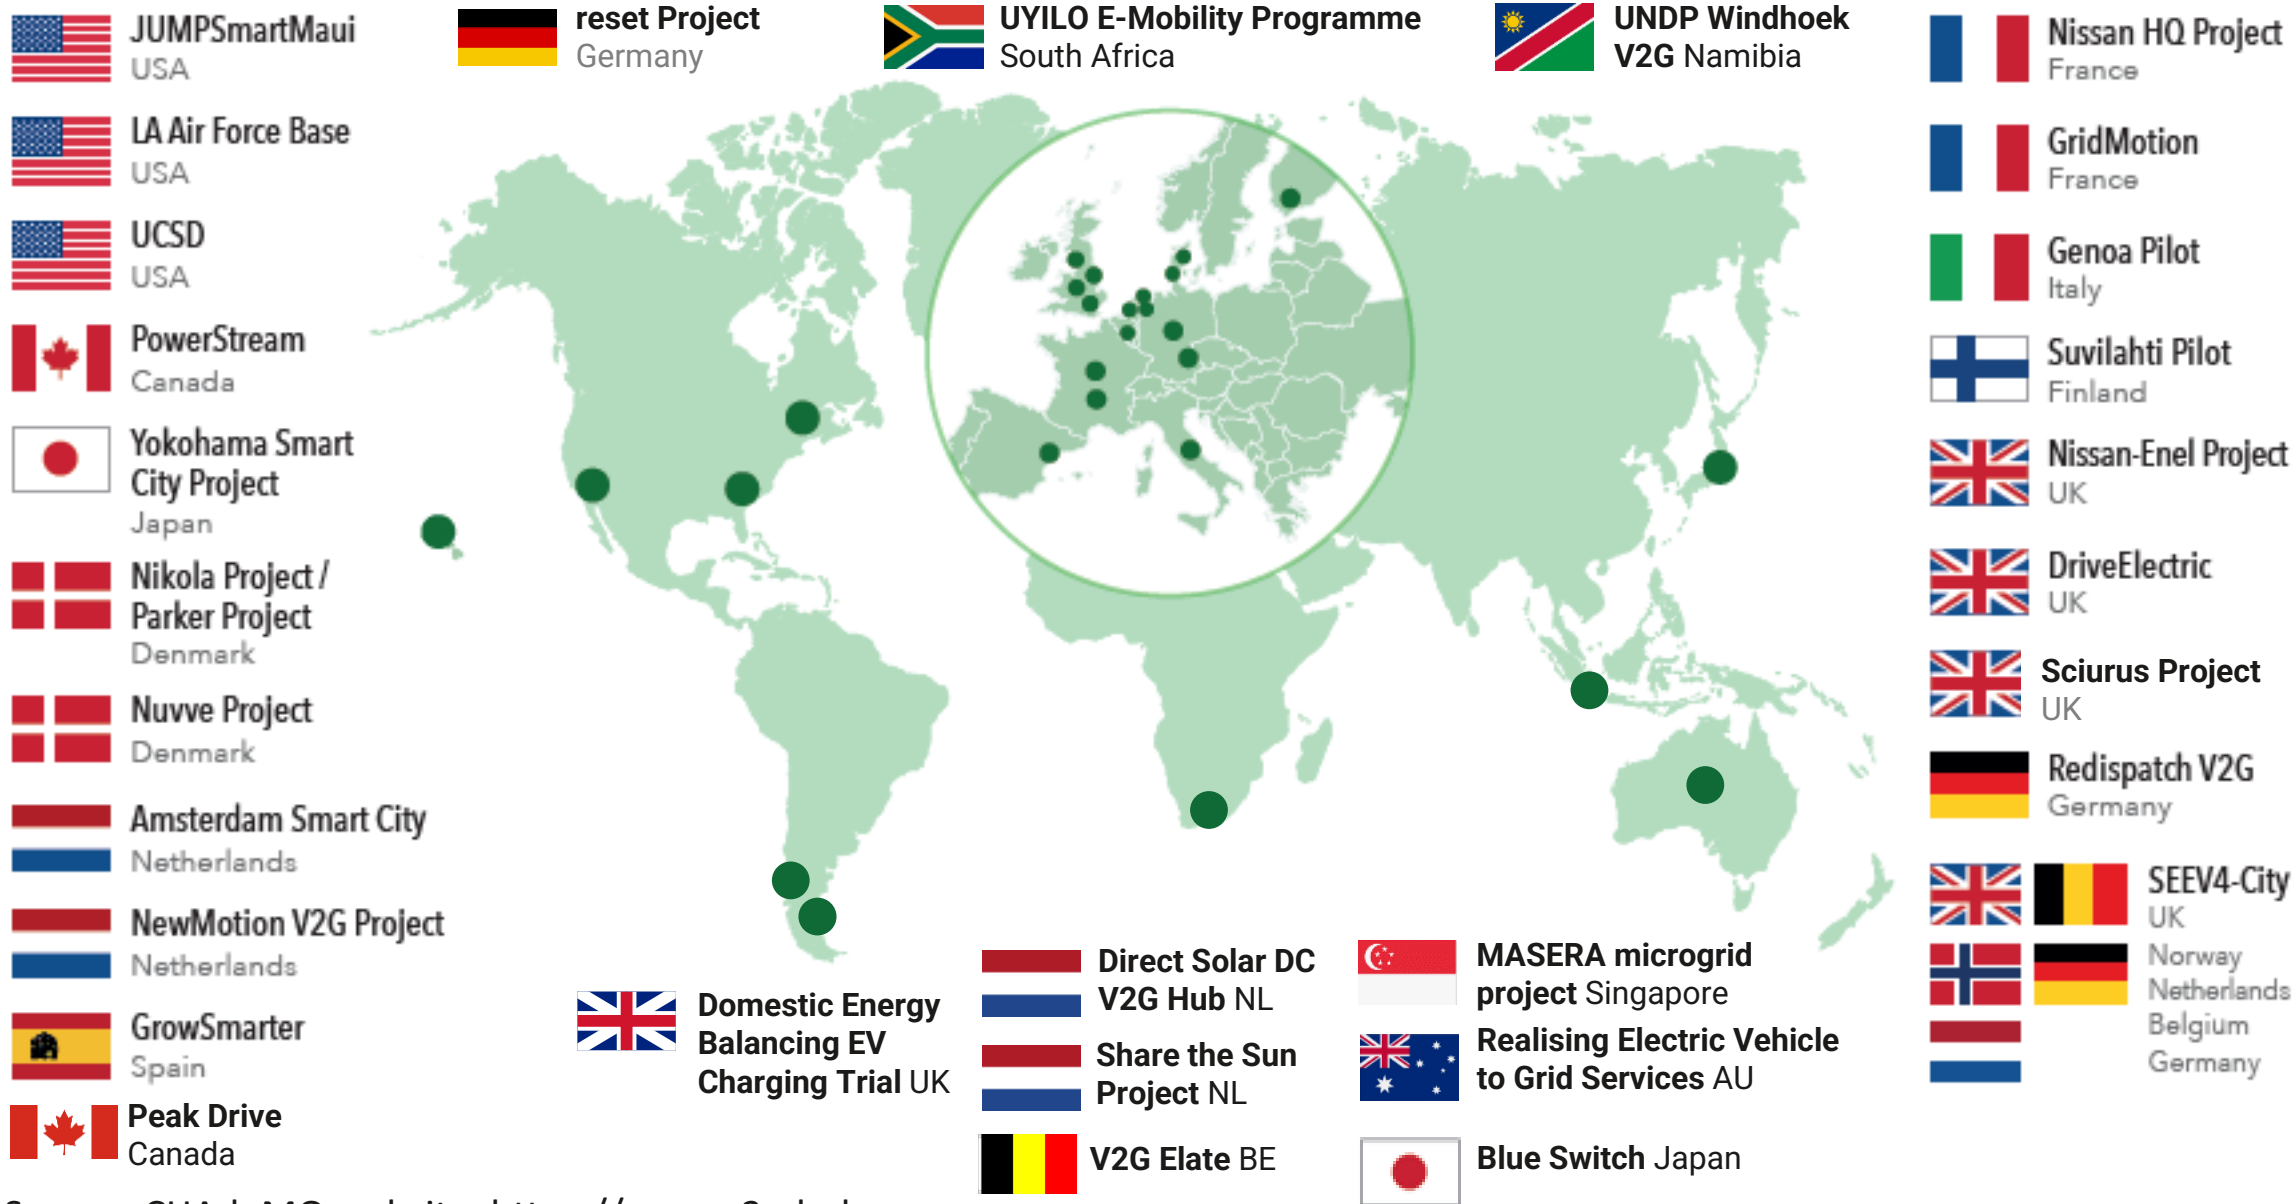 JUMPSmartMaui
USA
LA Air Force Base
USA
UCSD
USA
PowerStream
Canada
Yokohama Smart
City Project
Japan
Nikola Project /
Parker Project
Denmark
Nuvve Project
Denmark
Amsterdam Smart City
Netherlands
NewMotion V2G Project
Netherlands
GrowSmarter
Spain
Peak Drive
Canada
reset Project
Germany
UYILO E-Mobility Programme
South Africa
UNDP Windhoek
V2G Namibia
Domestic Energy
Balancing EV
Charging Trial UK
Direct Solar DC
V2G Hub NL
Share the Sun
Project NL
V2G Elate BE
MASERA microgrid
project Singapore
Realising Electric Vehicle
to Grid Services AU
Blue Switch Japan
Nissan HQ Project
France
GridMotion
France
Genoa Pilot
Italy
Suvilahti Pilot
Finland
Nissan-Enel Project
UK
DriveElectric
UK
Sciurus Project
UK
Redispatch V2G
Germany
SEEV4-City
UK
Norway
Netherlands
Belgium
Germany